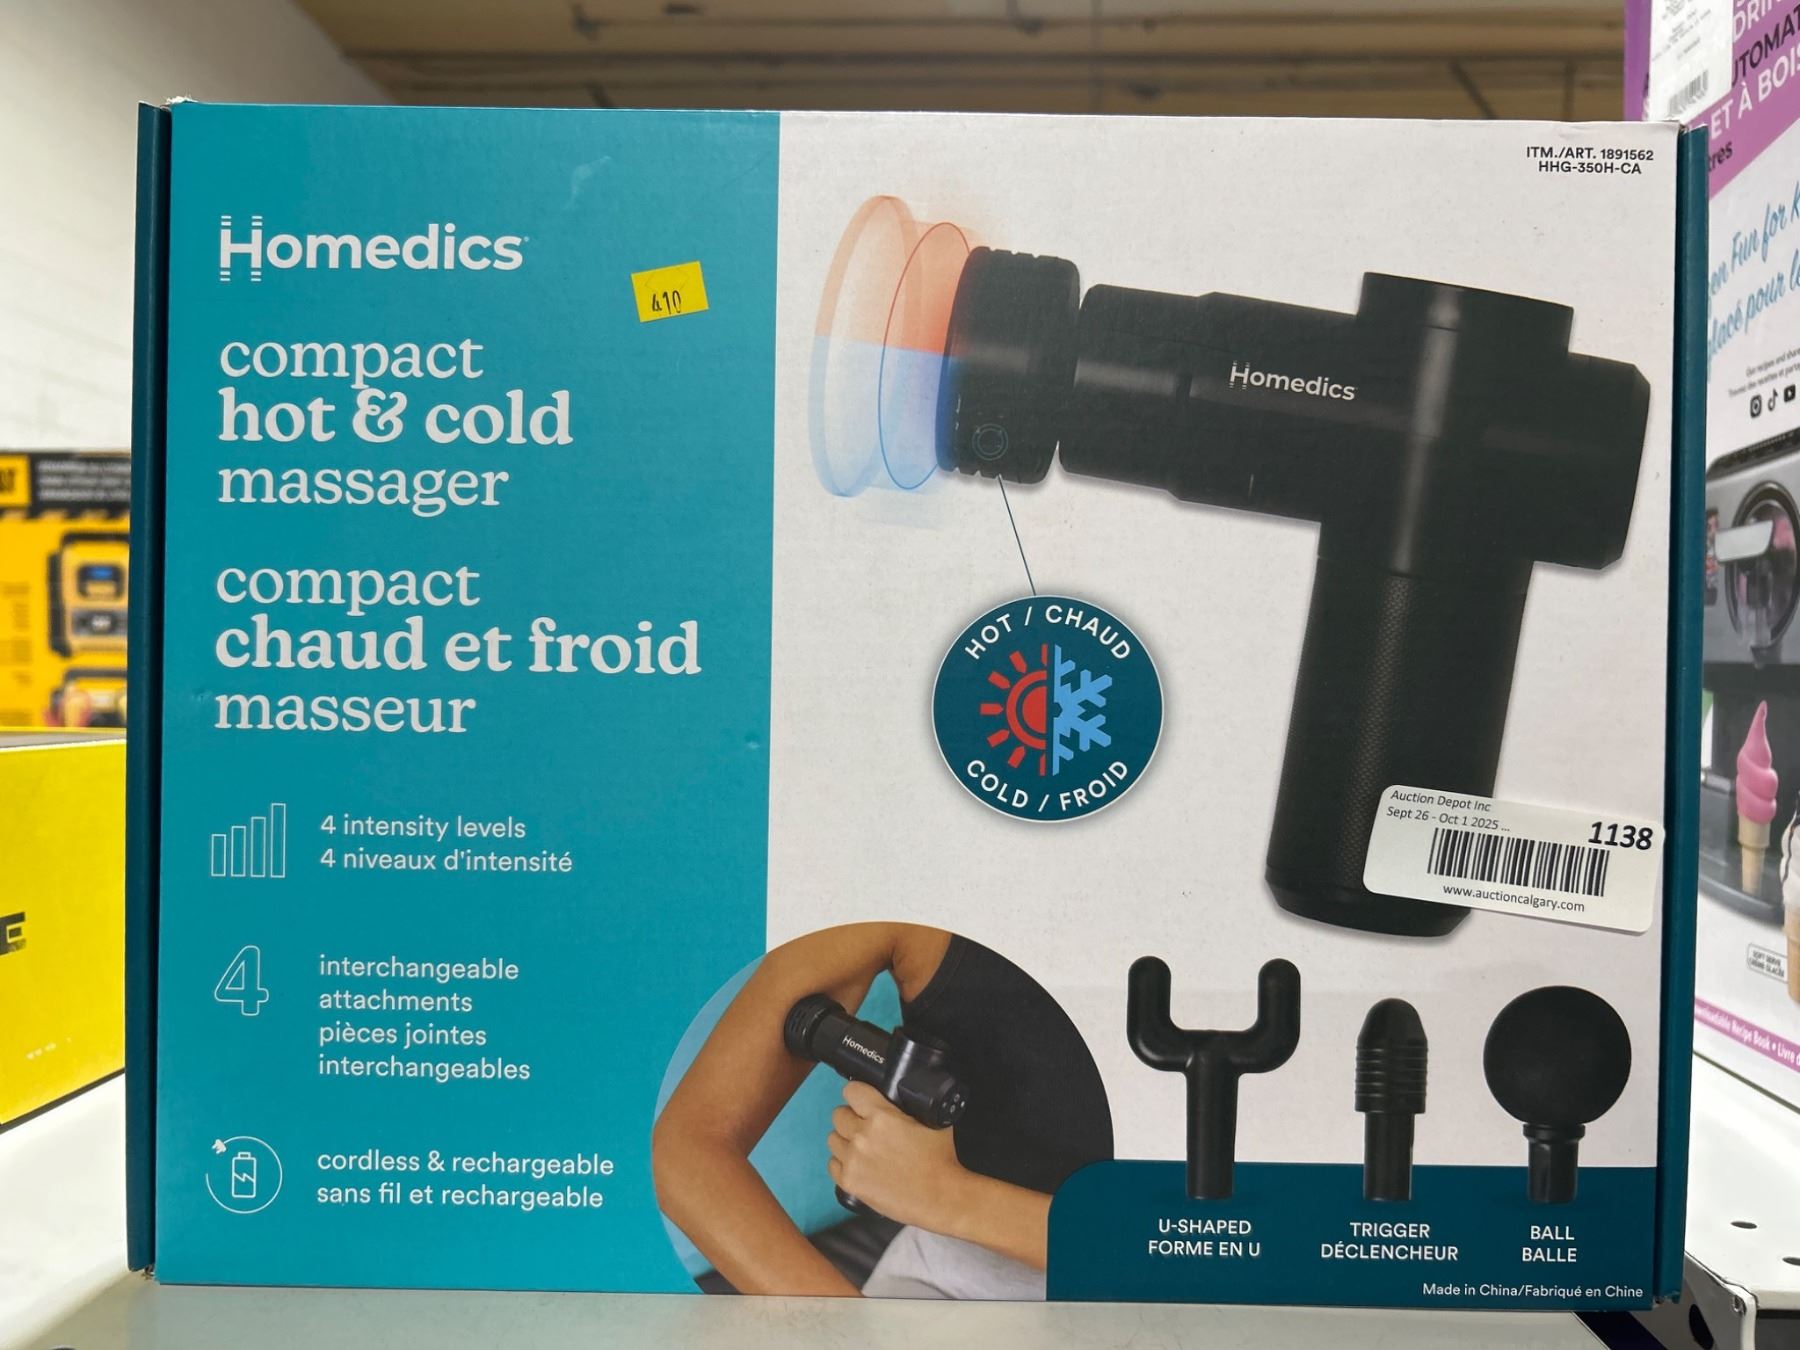 ITM./ART. 1891562
HHG-350H-CA
Homedics
410
compact
hot & cold
massager
compact
chaud et froid
masseur
4 intensity levels
4 niveaux d'intensité
4
interchangeable
attachments
pièces jointes
interchangeables
cordless & rechargeable
sans fil et rechargeable
Homedics
HOT / CHAUD
COLD / FROID
Auction Depot Inc
Sept 26 - Oct 1 2025 ...
1138
www.auctioncalgary.com
Homedics
U-SHAPED
FORME EN U
TRIGGER
DÉCLENCHEUR
BALL
BALLE
Made in China/Fabriqué en Chine
ET À BOIS